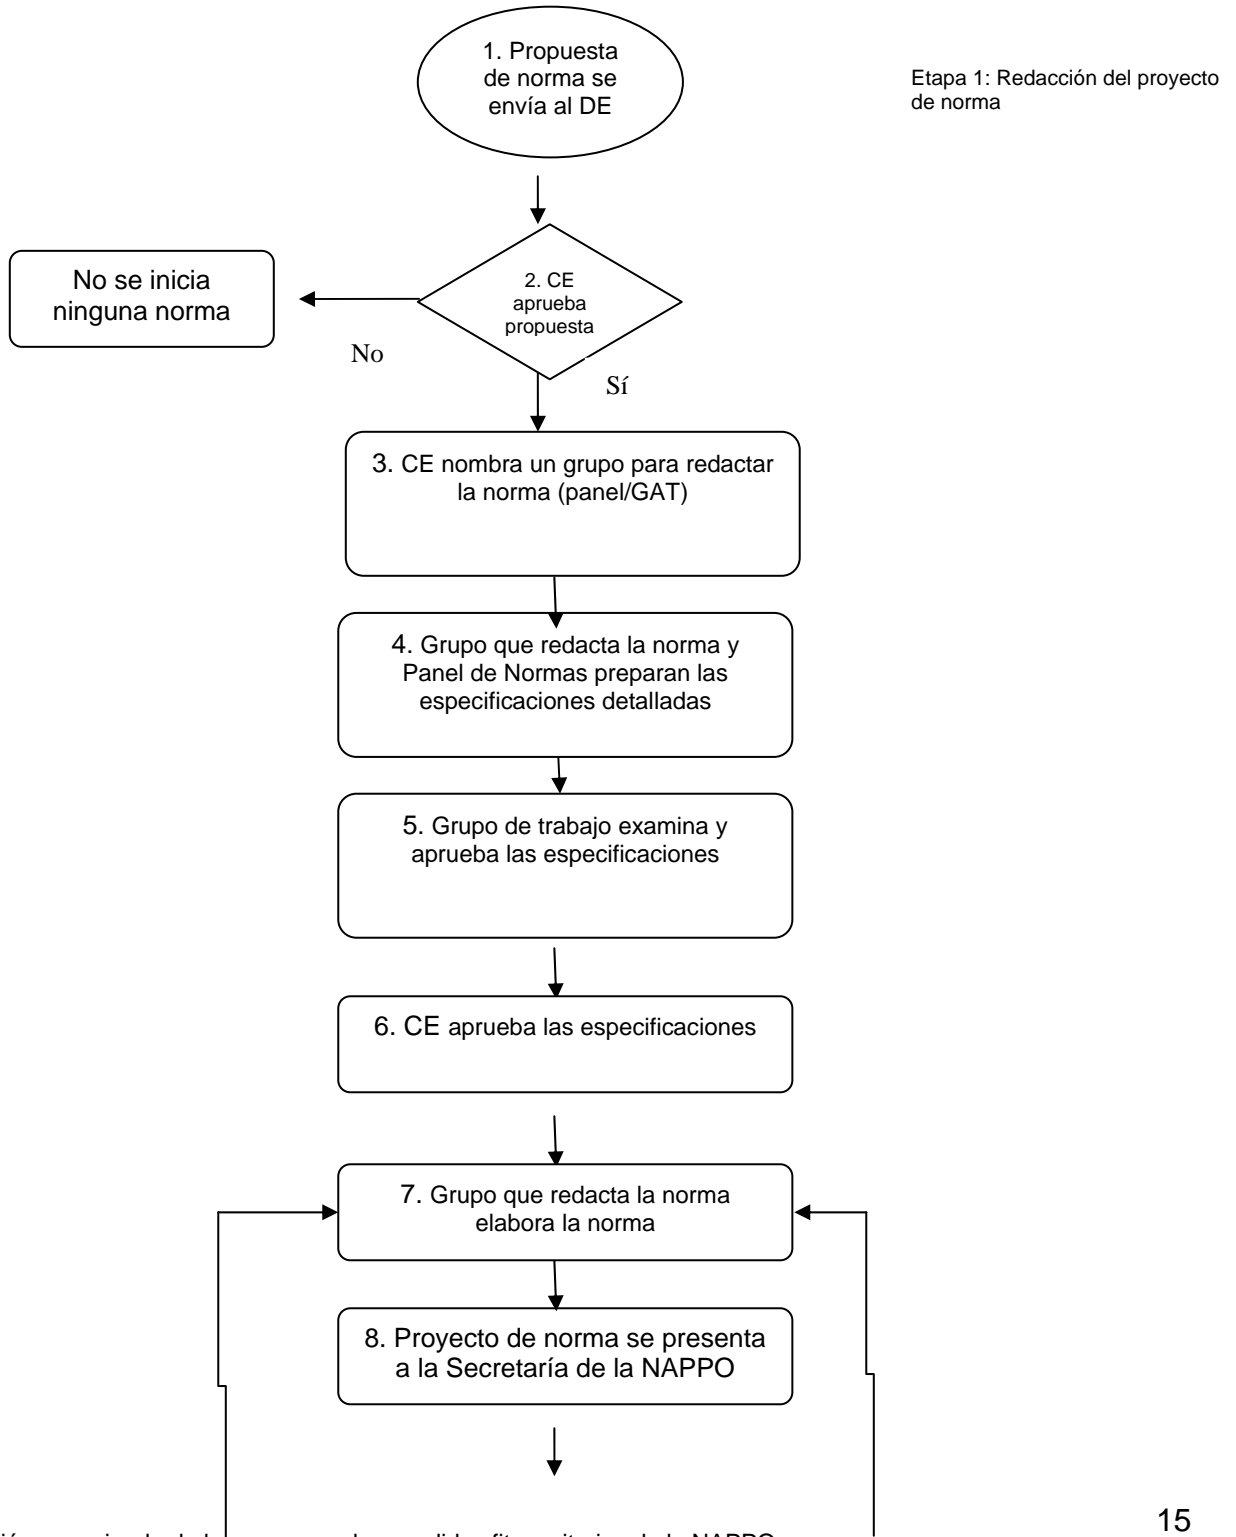 1. Propuesta
de norma se
envía al DE
Etapa 1: Redacción del proyecto
de norma
2. CE
aprueba
propuesta
No se inicia
ninguna norma
No
Sí
3. CE nombra un grupo para redactar
la norma (panel/GAT)
4. Grupo que redacta la norma y
Panel de Normas preparan las
especificaciones detalladas
5. Grupo de trabajo examina y
aprueba las especificaciones
6. CE aprueba las especificaciones
7. Grupo que redacta la norma
elabora la norma
8. Proyecto de norma se presenta
a la Secretaría de la NAPPO
15